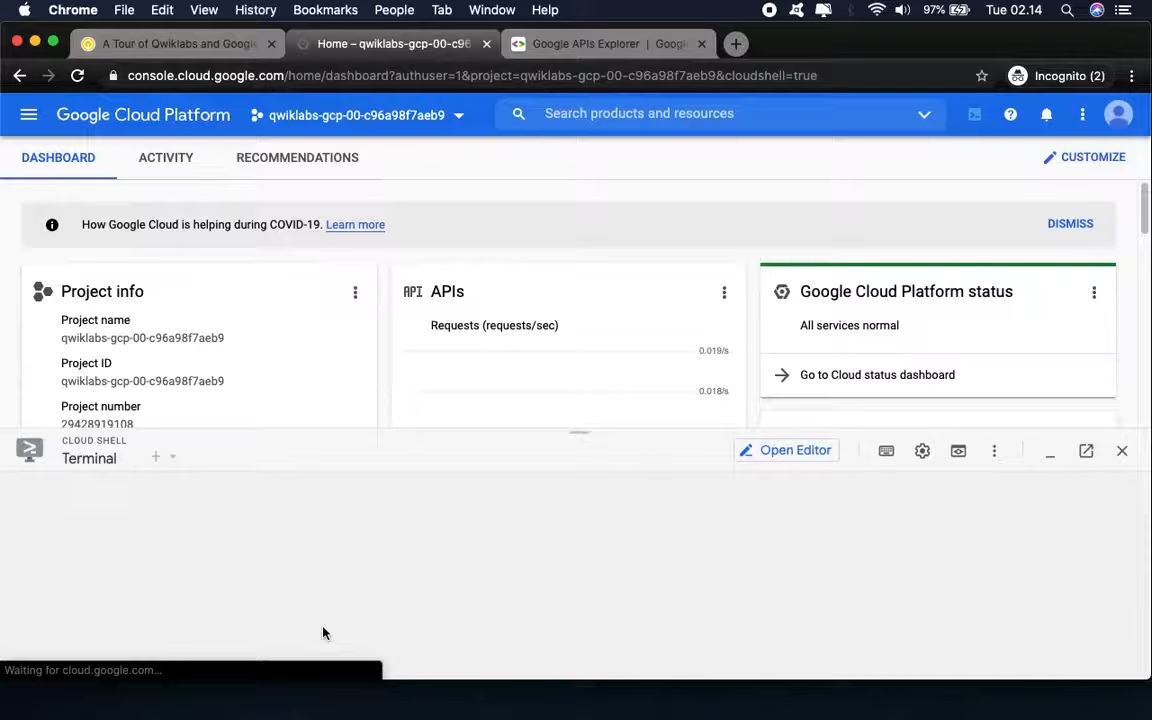 Chrome File Edit View History Bookmarks People Tab Window Help 97% Tue 02.14
A Tour of Qwiklabs and Google Home – qwiklabs-gcp-00-c96 Google APIs Explorer | Googl
console.cloud.google.com/home/dashboard?authuser=1&project=qwiklabs-gcp-00-c96a98f7aeb9&cloudshell=true Incognito (2)
Google Cloud Platform qwiklabs-gcp-00-c96a98f7aeb9 Search products and resources
DASHBOARD ACTIVITY RECOMMENDATIONS CUSTOMIZE
How Google Cloud is helping during COVID-19. Learn more DISMISS
Project info
Project name
qwiklabs-gcp-00-c96a98f7aeb9
Project ID
qwiklabs-gcp-00-c96a98f7aeb9
Project number
29428919108
API APIs
Requests (requests/sec)
0.019/s
0.018/s
Google Cloud Platform status
All services normal
Go to Cloud status dashboard
CLOUD SHELL
Terminal
Open Editor
Waiting for cloud.google.com...